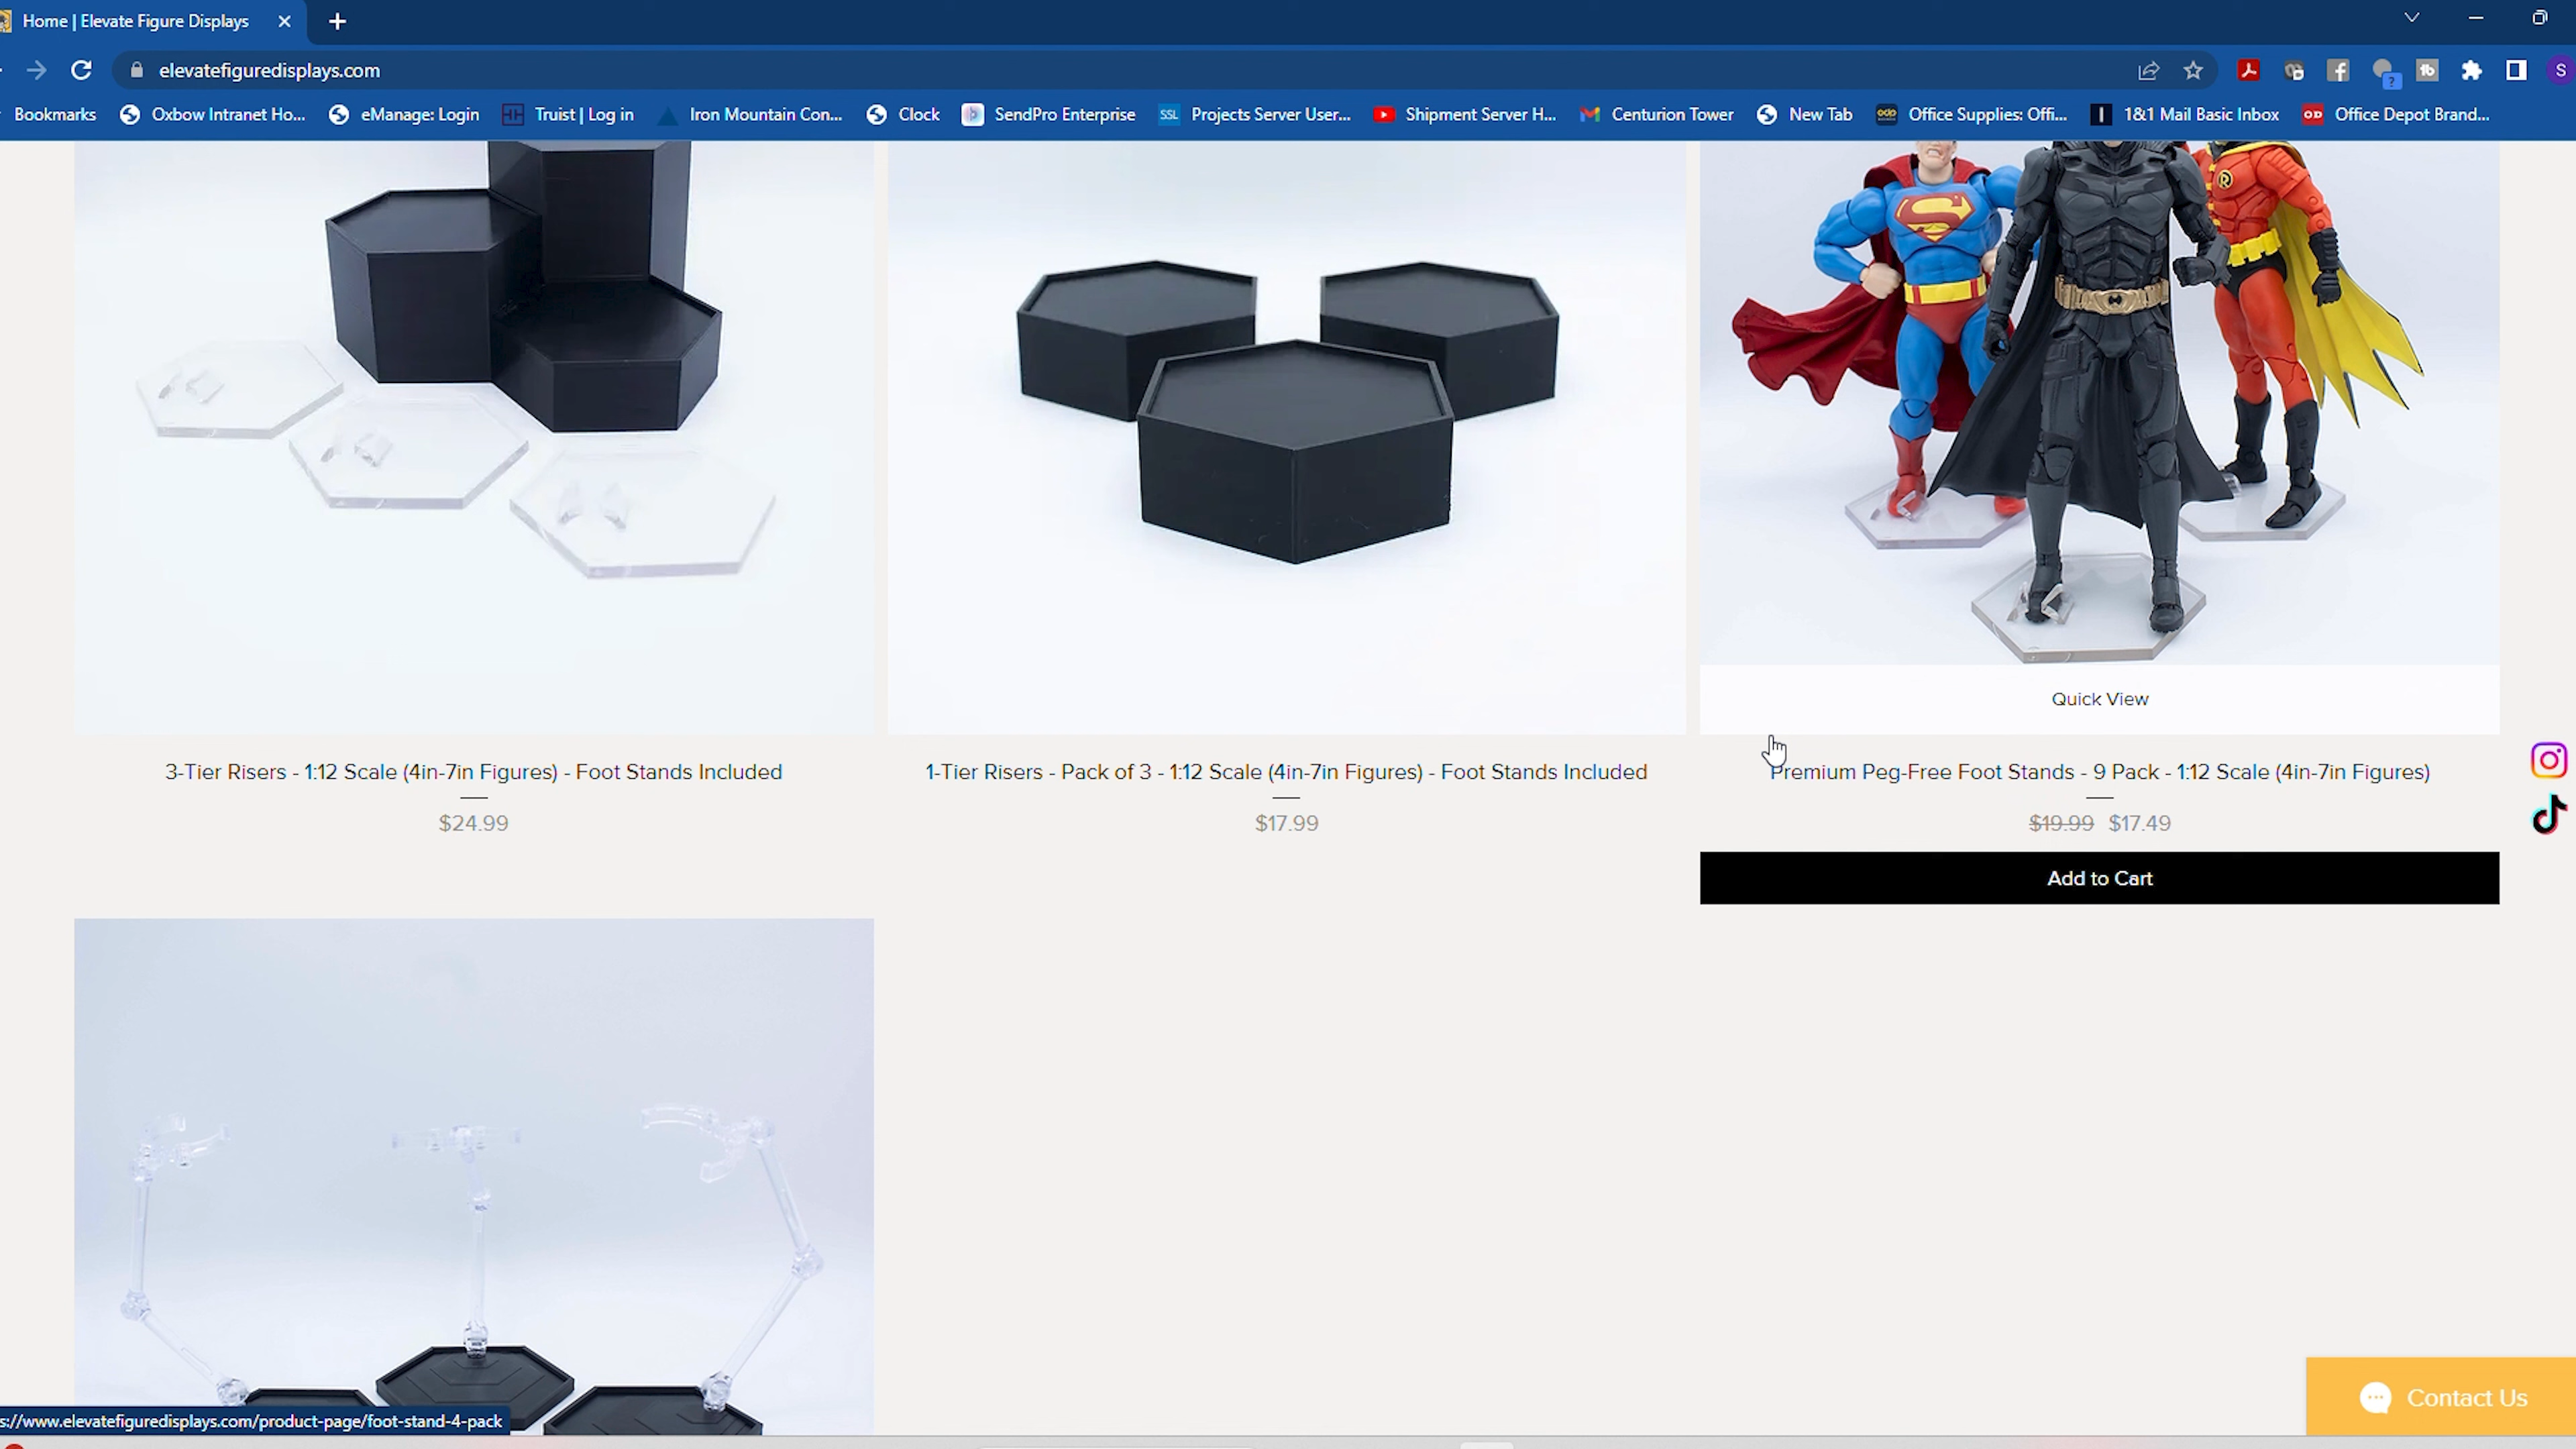 Home | Elevate Figure Displays
elevatefiguredisplays.com
S
Bookmarks Oxbow Intranet Ho... eManage: Login Truist | Log in Iron Mountain Con... Clock SendPro Enterprise SSL Projects Server User... Shipment Server H... Centurion Tower New Tab odp Office Supplies: Offi... 1&1 Mail Basic Inbox OD Office Depot Brand...
S
R
Quick View
3-Tier Risers - 1:12 Scale (4in-7in Figures) - Foot Stands Included
$24.99
1-Tier Risers - Pack of 3 - 1:12 Scale (4in-7in Figures) - Foot Stands Included
$17.99
Premium Peg-Free Foot Stands - 9 Pack - 1:12 Scale (4in-7in Figures)
$19.99 $17.49
Add to Cart
Contact Us
s://www.elevatefiguredisplays.com/product-page/foot-stand-4-pack